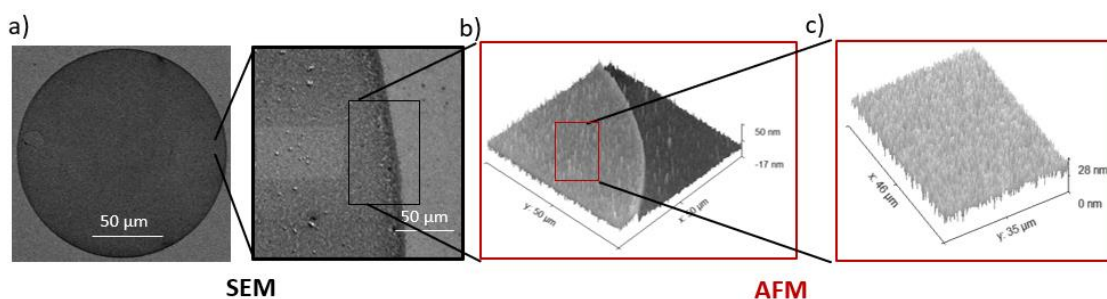 a)
50 µm
50 µm
SEM
b)
50 nm
-17 nm
y: 50 µm
AFM
c)
28 nm
0 nm
x: 46 µm
y: 35 µm